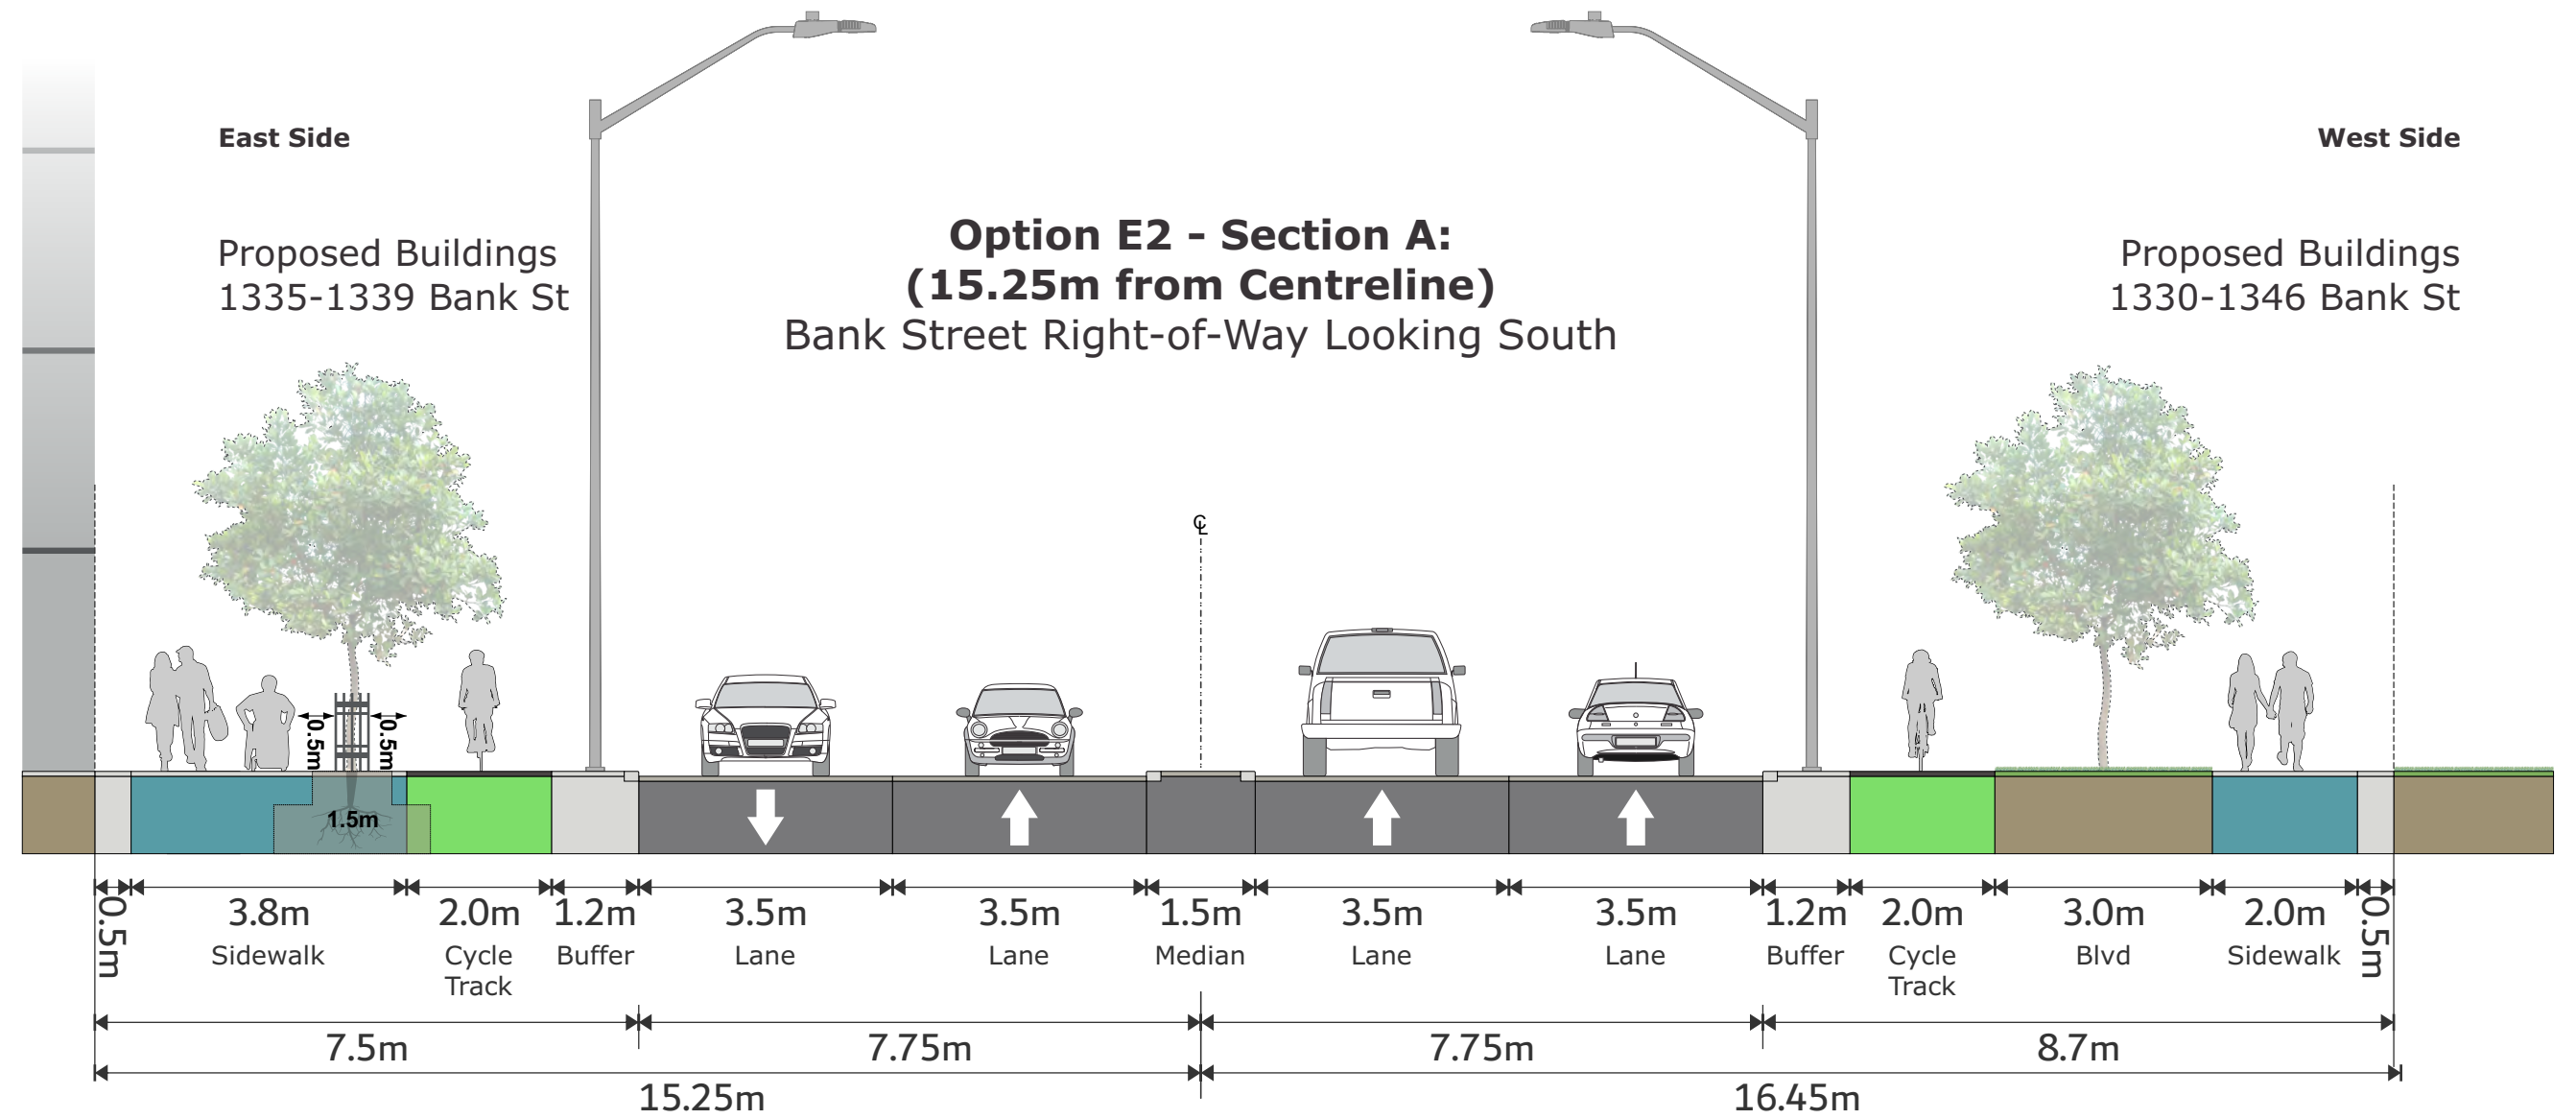 East Side
West Side
Proposed Buildings
1335-1339 Bank St
Option E2 - Section A:
(15.25m from Centreline)
Bank Street Right-of-Way Looking South
Proposed Buildings
1330-1346 Bank St
℄
0.5m
0.5m
1.5m
0.5m
3.8m
Sidewalk
2.0m
Cycle
Track
1.2m
Buffer
3.5m
Lane
3.5m
Lane
1.5m
Median
3.5m
Lane
3.5m
Lane
1.2m
Buffer
2.0m
Cycle
Track
3.0m
Blvd
2.0m
Sidewalk
0.5m
7.5m
7.75m
7.75m
8.7m
15.25m
16.45m